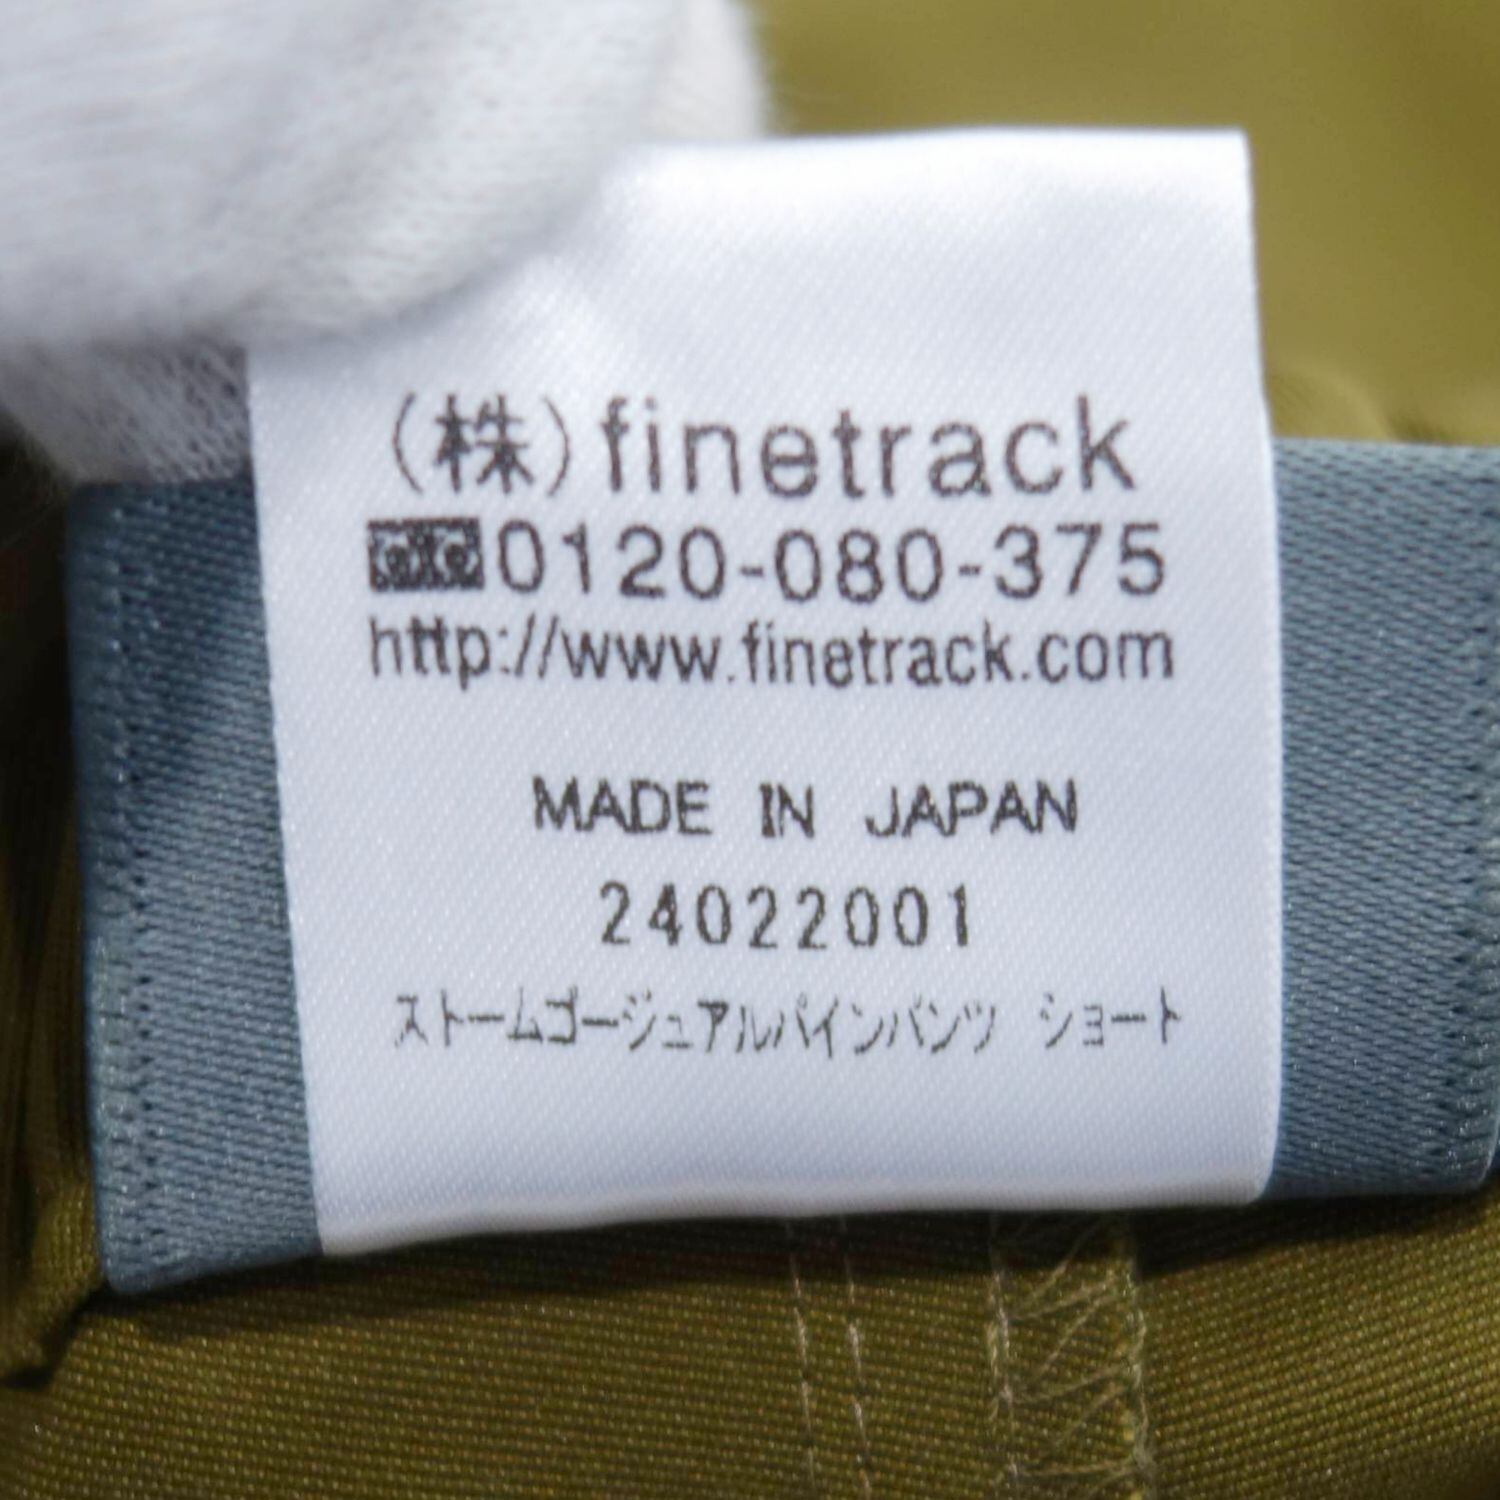 (株)finetrack
0120-080-375
http://www.finetrack.com
MADE IN JAPAN
24022001
ストームゴージュアルパインパンツ ショート